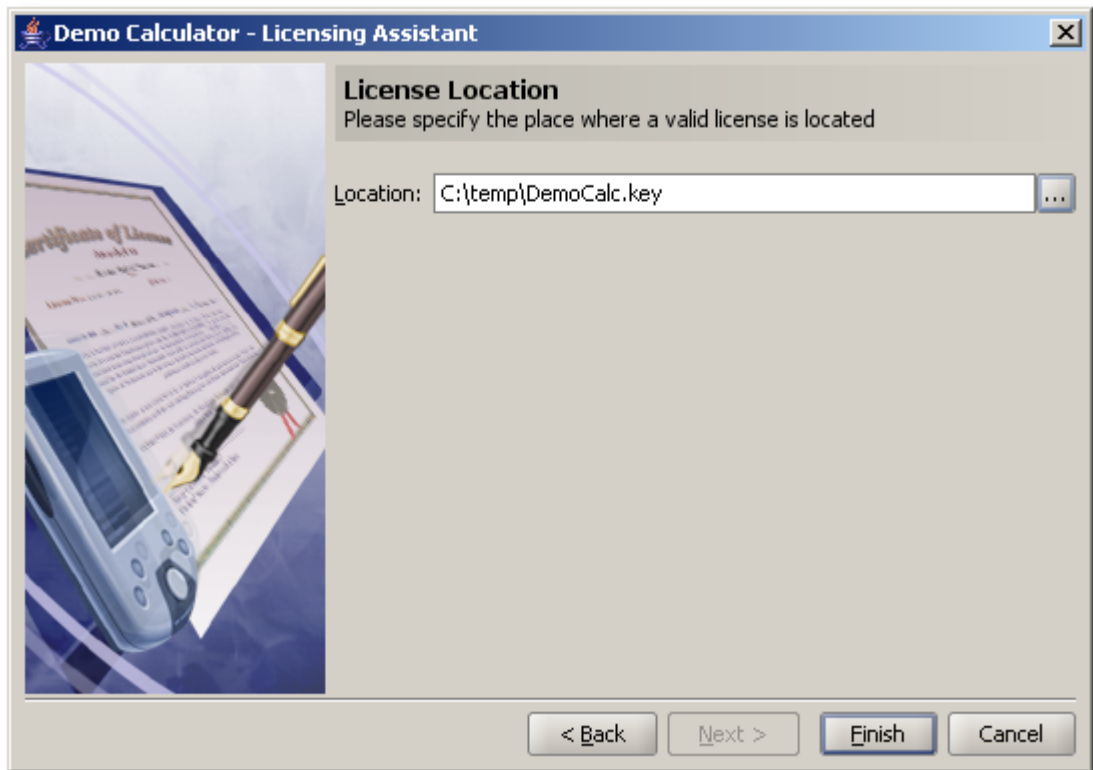 Demo Calculator - Licensing Assistant
License Location
Please specify the place where a valid license is located
Location: C:\temp\DemoCalc.key ...
< Back Next > Finish Cancel